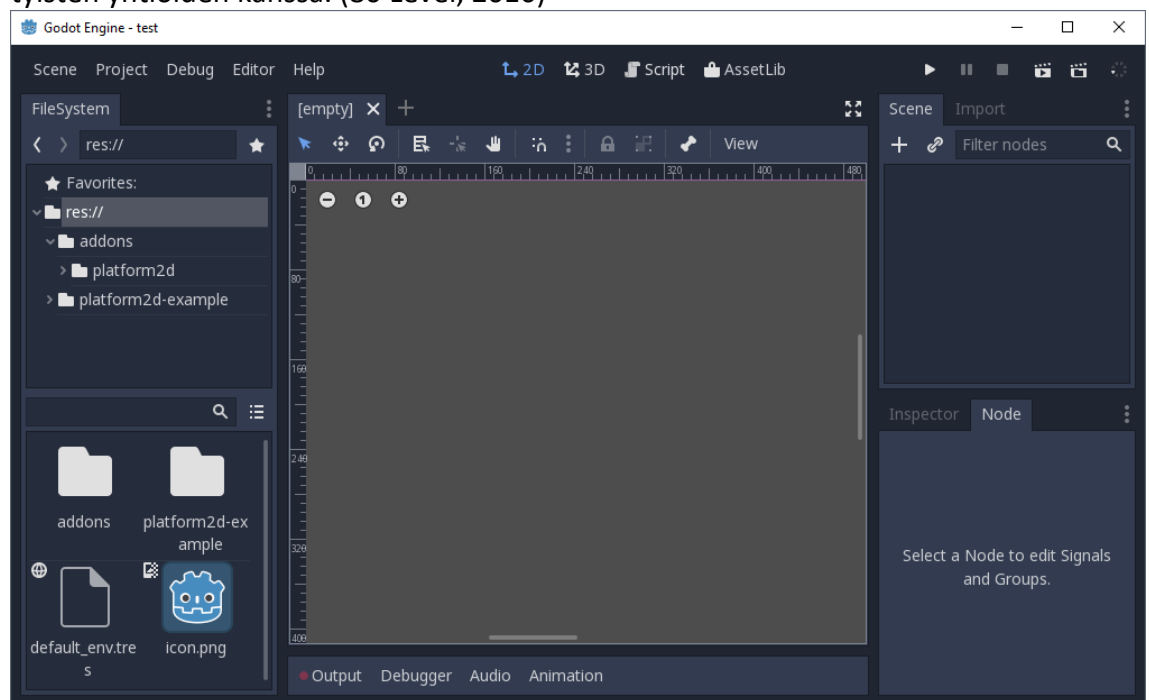 Godot Engine - test
Scene Project Debug Editor Help
2D 3D Script AssetLib
FileSystem
res://
Favorites:
res://
addons
platform2d
platform2d-example
addons
platform2d-ex
ample
default_env.tre
s
icon.png
[empty]
View
0 80 160 240 320 400 480
0
80
160
240
320
400
1
Output Debugger Audio Animation
Scene Import
Filter nodes
Inspector Node
Select a Node to edit Signals
and Groups.